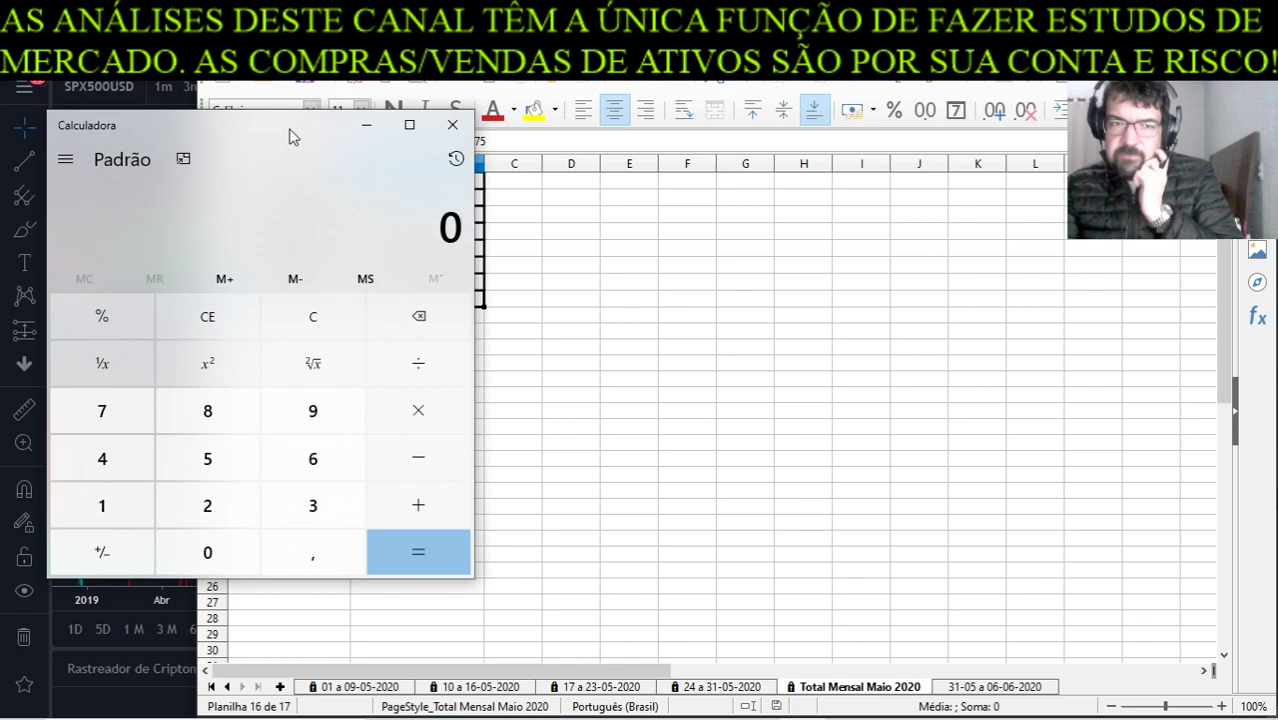 AS ANÁLISES DESTE CANAL TÊM A ÚNICA FUNÇÃO DE FAZER ESTUDOS DE
MERCADO. AS COMPRAS/VENDAS DE ATIVOS SÃO POR SUA CONTA E RISCO!
SPX500USD 1m
Calculadora
75
Padrão
C D E F G H I J K L
0
MC MR M+ M- MS
% CE C
¹/x x² ²√x ÷
7 8 9 ×
4 5 6 −
1 2 3 +
+/− 0 , =
26
27
28
29
30
2019 Abr
1D 5D 1 M 3 M
Rastreador de Cripton
01 a 09-05-2020 10 a 16-05-2020 17 a 23-05-2020 24 a 31-05-2020 Total Mensal Maio 2020 31-05 a 06-06-2020
Planilha 16 de 17 PageStyle_Total Mensal Maio 2020 Português (Brasil) Média: ; Soma: 0 100%